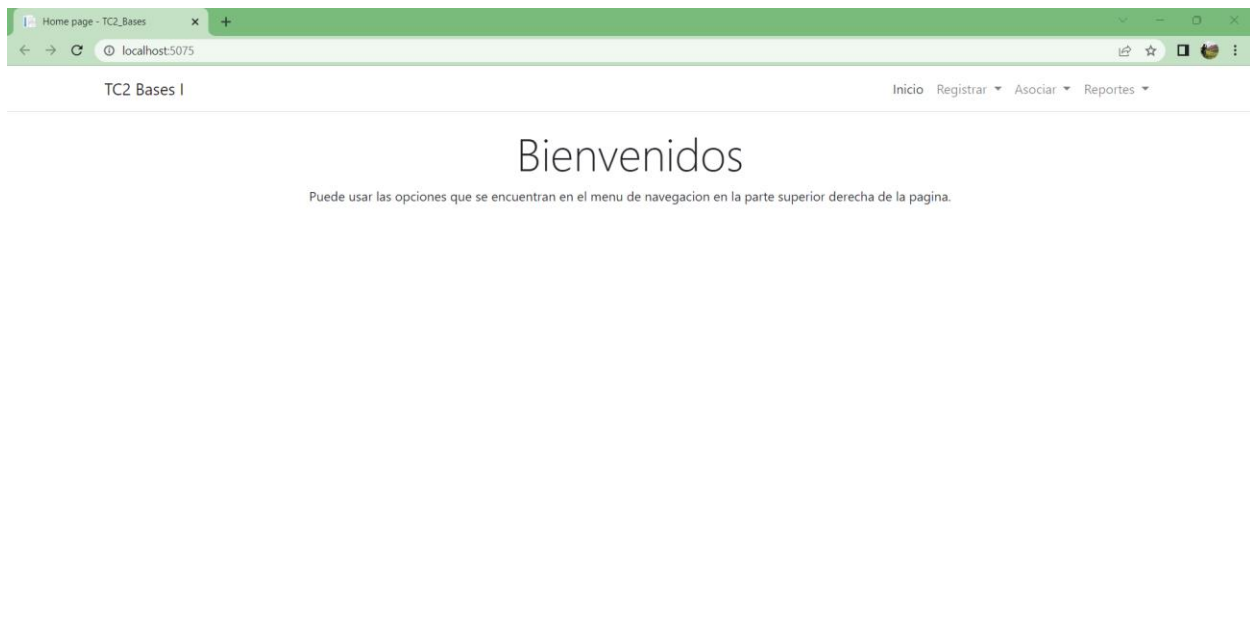 Home page - TC2_Bases
localhost:5075
TC2 Bases I Inicio Registrar Asociar Reportes
Bienvenidos
Puede usar las opciones que se encuentran en el menu de navegacion en la parte superior derecha de la pagina.